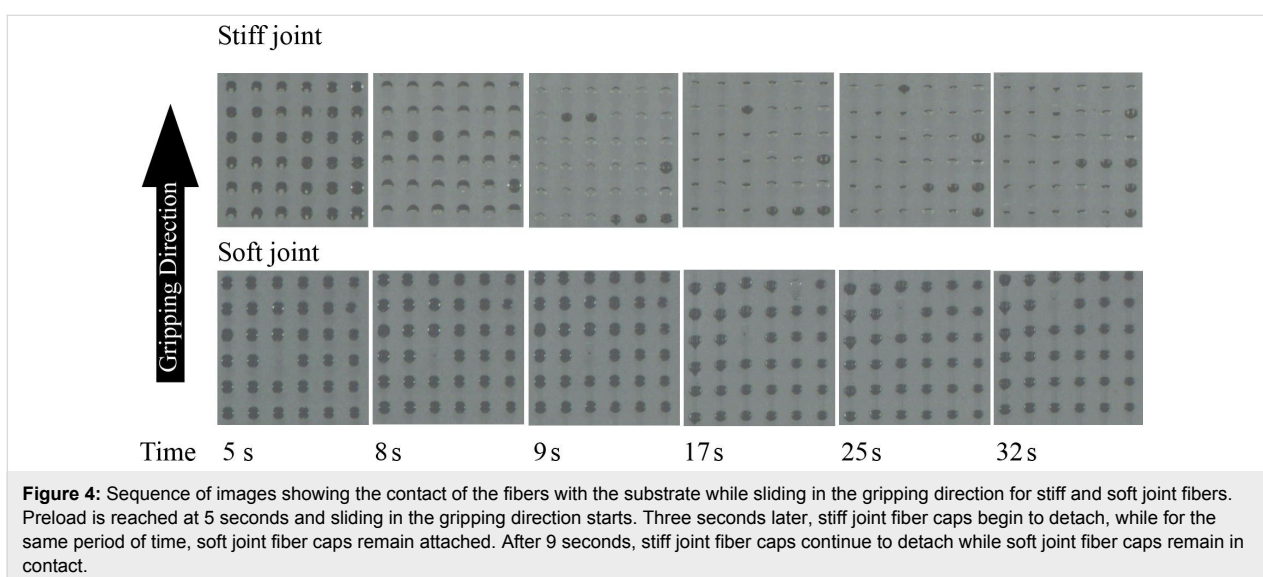 Stiff joint
Gripping Direction
Soft joint
Time 5 s 8 s 9 s 17 s 25 s 32 s
Figure 4: Sequence of images showing the contact of the fibers with the substrate while sliding in the gripping direction for stiff and soft joint fibers.
Preload is reached at 5 seconds and sliding in the gripping direction starts. Three seconds later, stiff joint fiber caps begin to detach, while for the
same period of time, soft joint fiber caps remain attached. After 9 seconds, stiff joint fiber caps continue to detach while soft joint fiber caps remain in
contact.